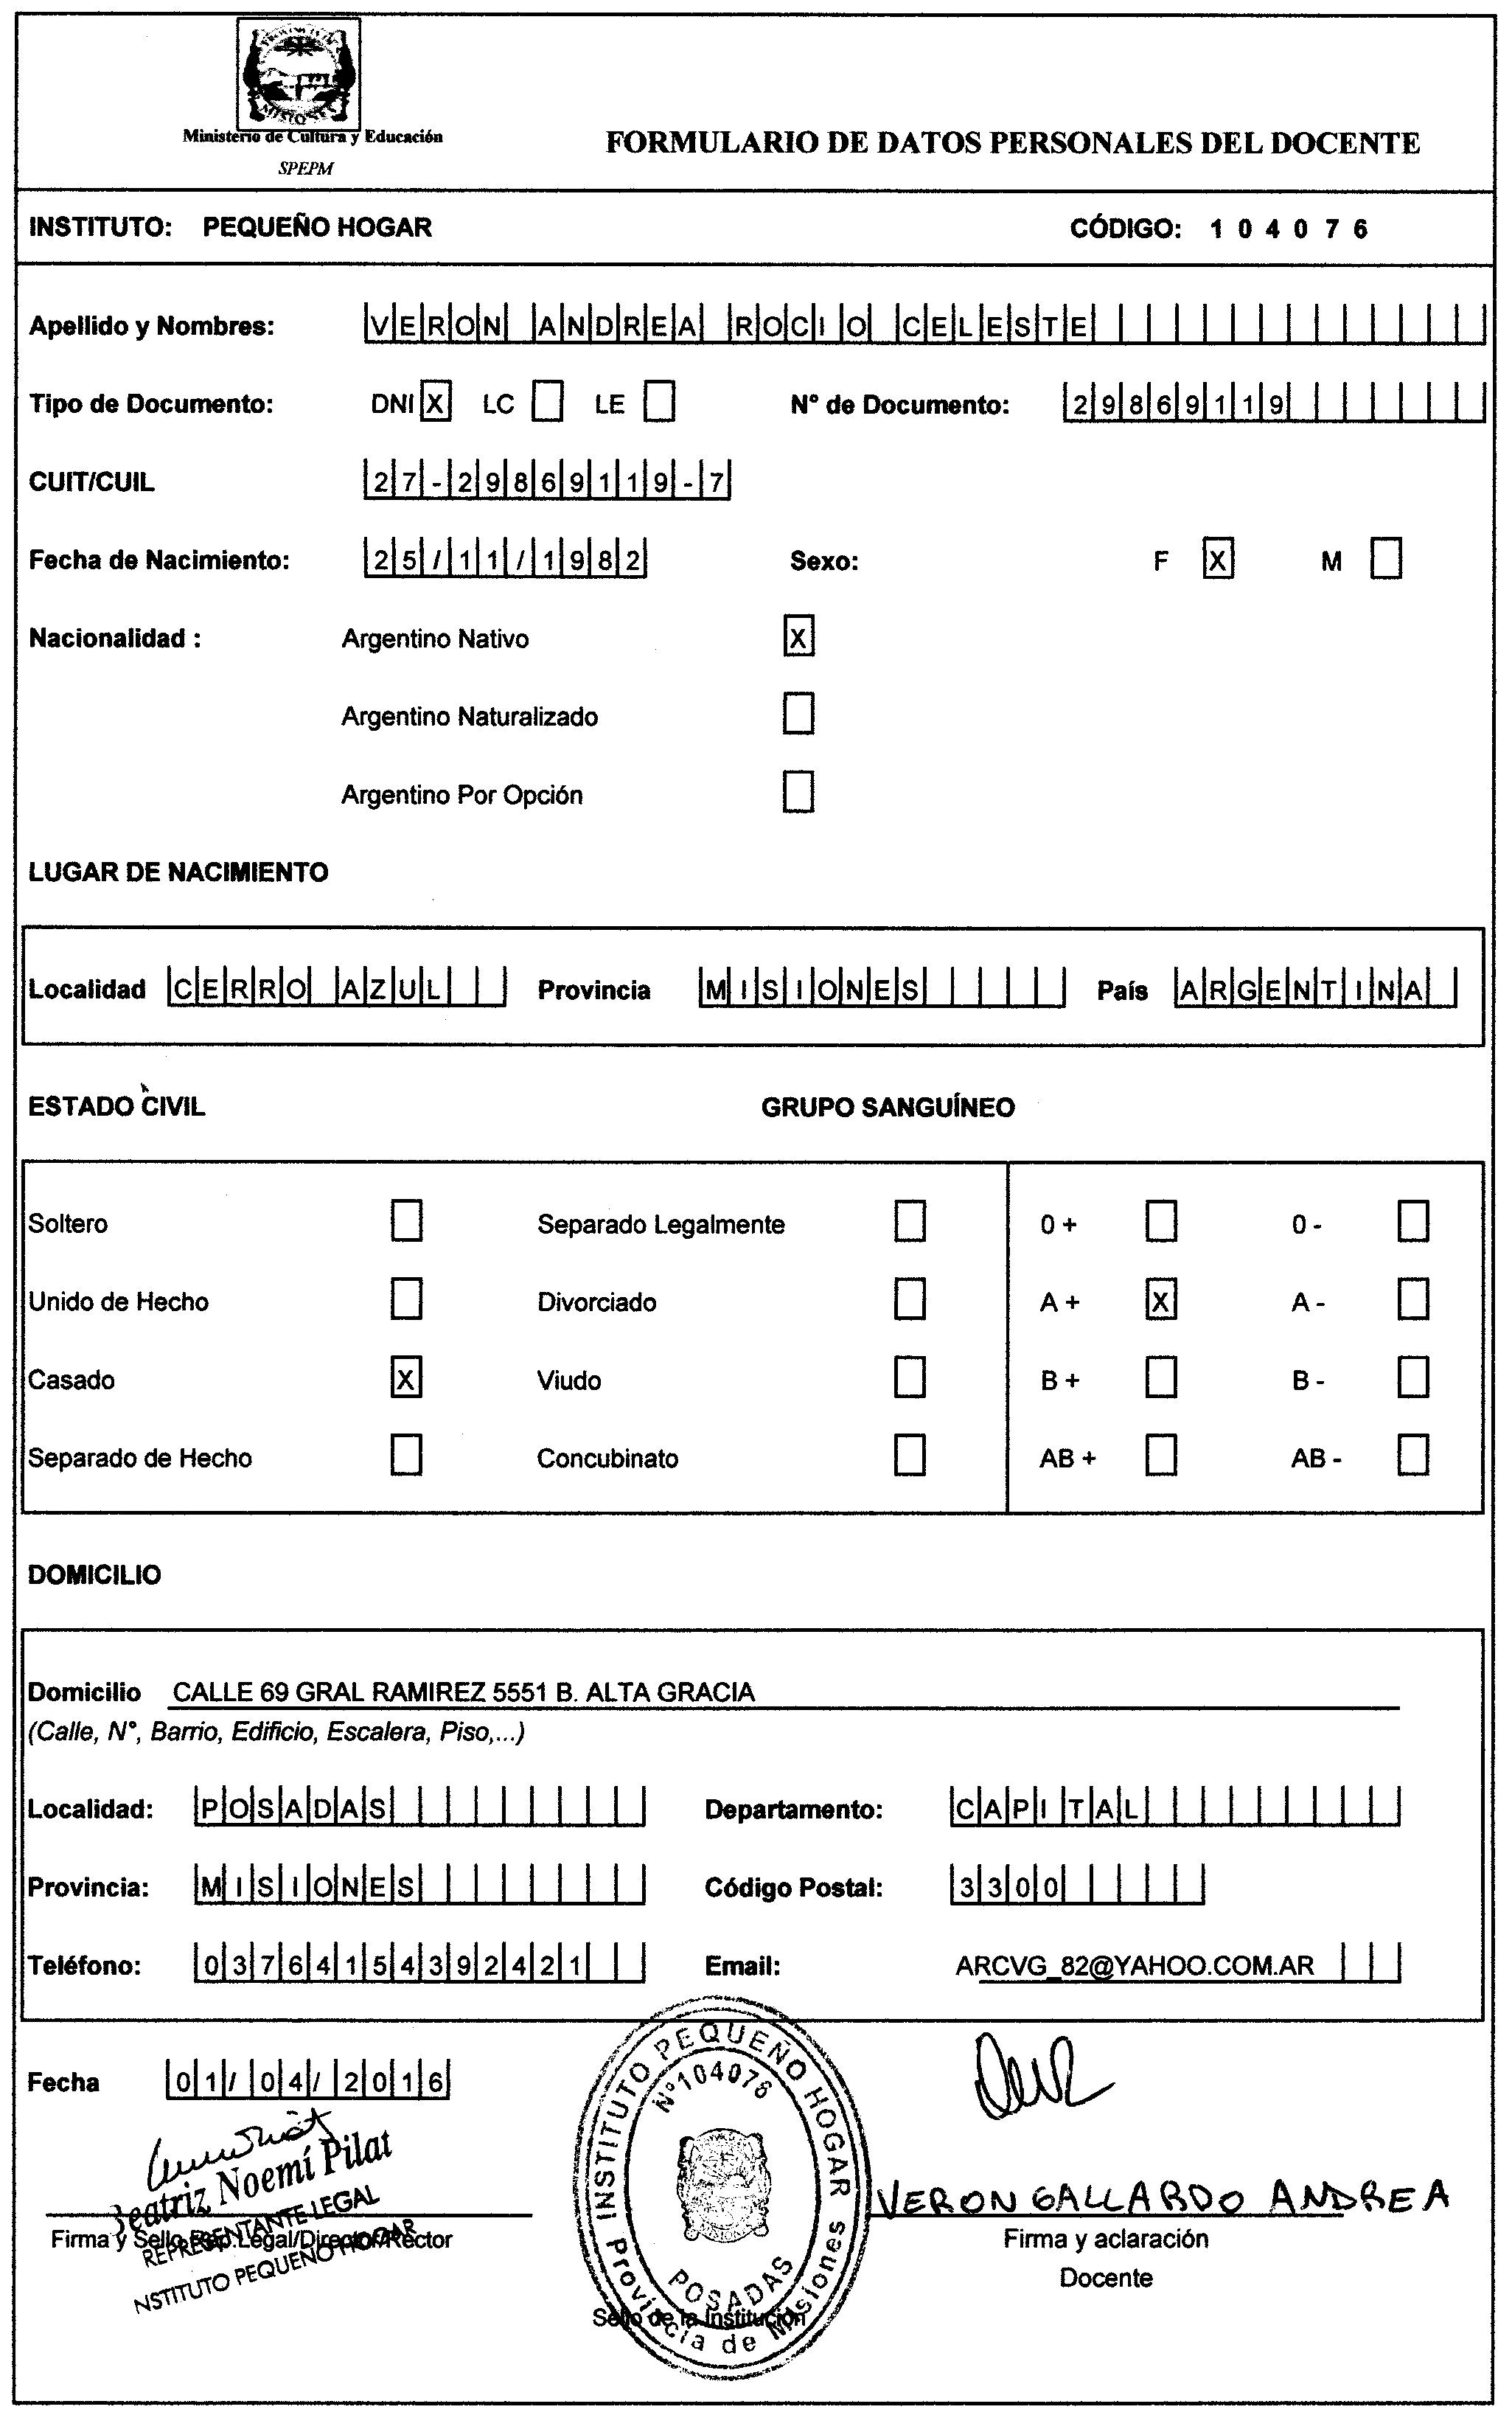 PROVINCIA
MISIONES
Ministerio de Cultura y Educación
SPEPM
FORMULARIO DE DATOS PERSONALES DEL DOCENTE
INSTITUTO: PEQUEÑO HOGAR CÓDIGO: 1 0 4 0 7 6
Apellido y Nombres: VERON ANDREA ROCIO CELESTE
Tipo de Documento: DNI X LC LE N° de Documento: 29869119
CUIT/CUIL 27-29869119-7
Fecha de Nacimiento: 25/11/1982 Sexo: F X M
Nacionalidad : Argentino Nativo X
Argentino Naturalizado
Argentino Por Opción
LUGAR DE NACIMIENTO
Localidad CERRO AZUL Provincia MISIONES País ARGENTINA
ESTADO CIVIL GRUPO SANGUÍNEO
Soltero Separado Legalmente 0 + 0 -
Unido de Hecho Divorciado A + X A -
Casado X Viudo B + B -
Separado de Hecho Concubinato AB + AB -
DOMICILIO
Domicilio CALLE 69 GRAL RAMIREZ 5551 B. ALTA GRACIA
(Calle, N°, Barrio, Edificio, Escalera, Piso,...)
Localidad: POSADAS Departamento: CAPITAL
Provincia: MISIONES Código Postal: 3300
Teléfono: 03764154392421 Email: ARCVG_82@YAHOO.COM.AR
Fecha 01/04/2016
Beatriz Noemí Pilat
REPRESENTANTE LEGAL
INSTITUTO PEQUEÑO HOGAR
Firma y Sello Rep.Legal/Director/Rector
INSTITUTO PEQUEÑO HOGAR
N°104076
POSADAS
Provincia de Misiones
Sello de la Institución
VERON GALLARDO ANDREA
Firma y aclaración
Docente